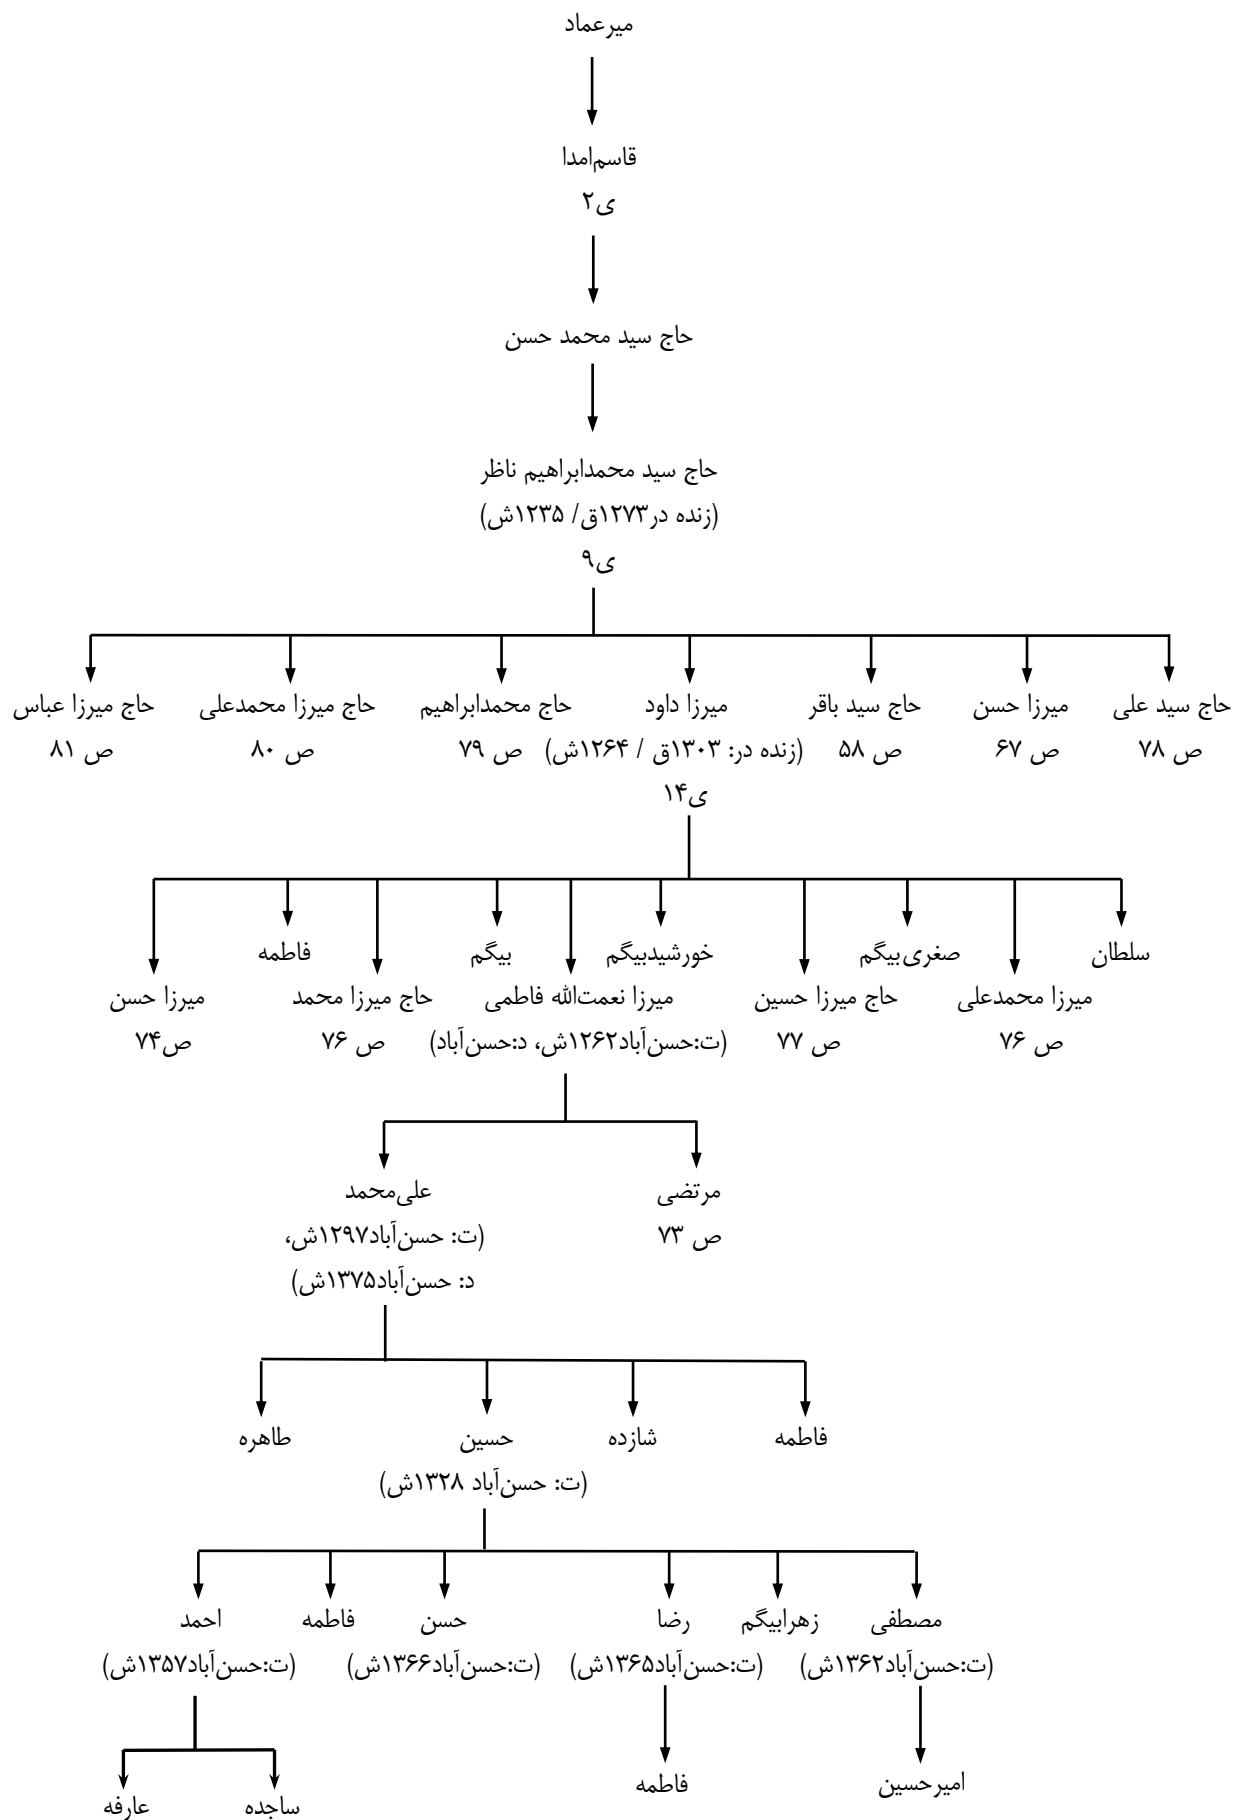 میرعماد
قاسم‌امدا
ی۲
حاج سید محمد حسن
حاج سید محمدابراهیم ناظر
(زنده در۱۲۷۳ق/ ۱۲۳۵ش)
ی۹
حاج سید علی میرزا حسن حاج سید باقر میرزا داود حاج محمدابراهیم حاج میرزا محمدعلی حاج میرزا عباس
ص ۷۸ ص ۶۷ ص ۵۸ (زنده در: ۱۳۰۳ق / ۱۲۶۴ش) ص ۷۹ ص ۸۰ ص ۸۱
ی۱۴
سلطان صغری‌بیگم خورشیدبیگم بیگم فاطمه
میرزا محمدعلی حاج میرزا حسین میرزا نعمت‌الله فاطمی حاج میرزا محمد میرزا حسن
ص ۷۶ ص ۷۷ (ت:حسن‌آباد۱۲۶۲ش، د:حسن‌آباد) ص ۷۶ ص۷۴
مرتضی علی‌محمد
ص ۷۳ (ت: حسن‌آباد۱۲۹۷ش،
د: حسن‌آباد۱۳۷۵ش)
فاطمه شازده حسین طاهره
(ت: حسن‌آباد ۱۳۲۸ش)
مصطفی زهرابیگم رضا حسن فاطمه احمد
(ت:حسن‌آباد۱۳۶۲ش) (ت:حسن‌آباد۱۳۶۵ش) (ت:حسن‌آباد۱۳۶۶ش) (ت:حسن‌آباد۱۳۵۷ش)
امیرحسین فاطمه ساجده عارفه